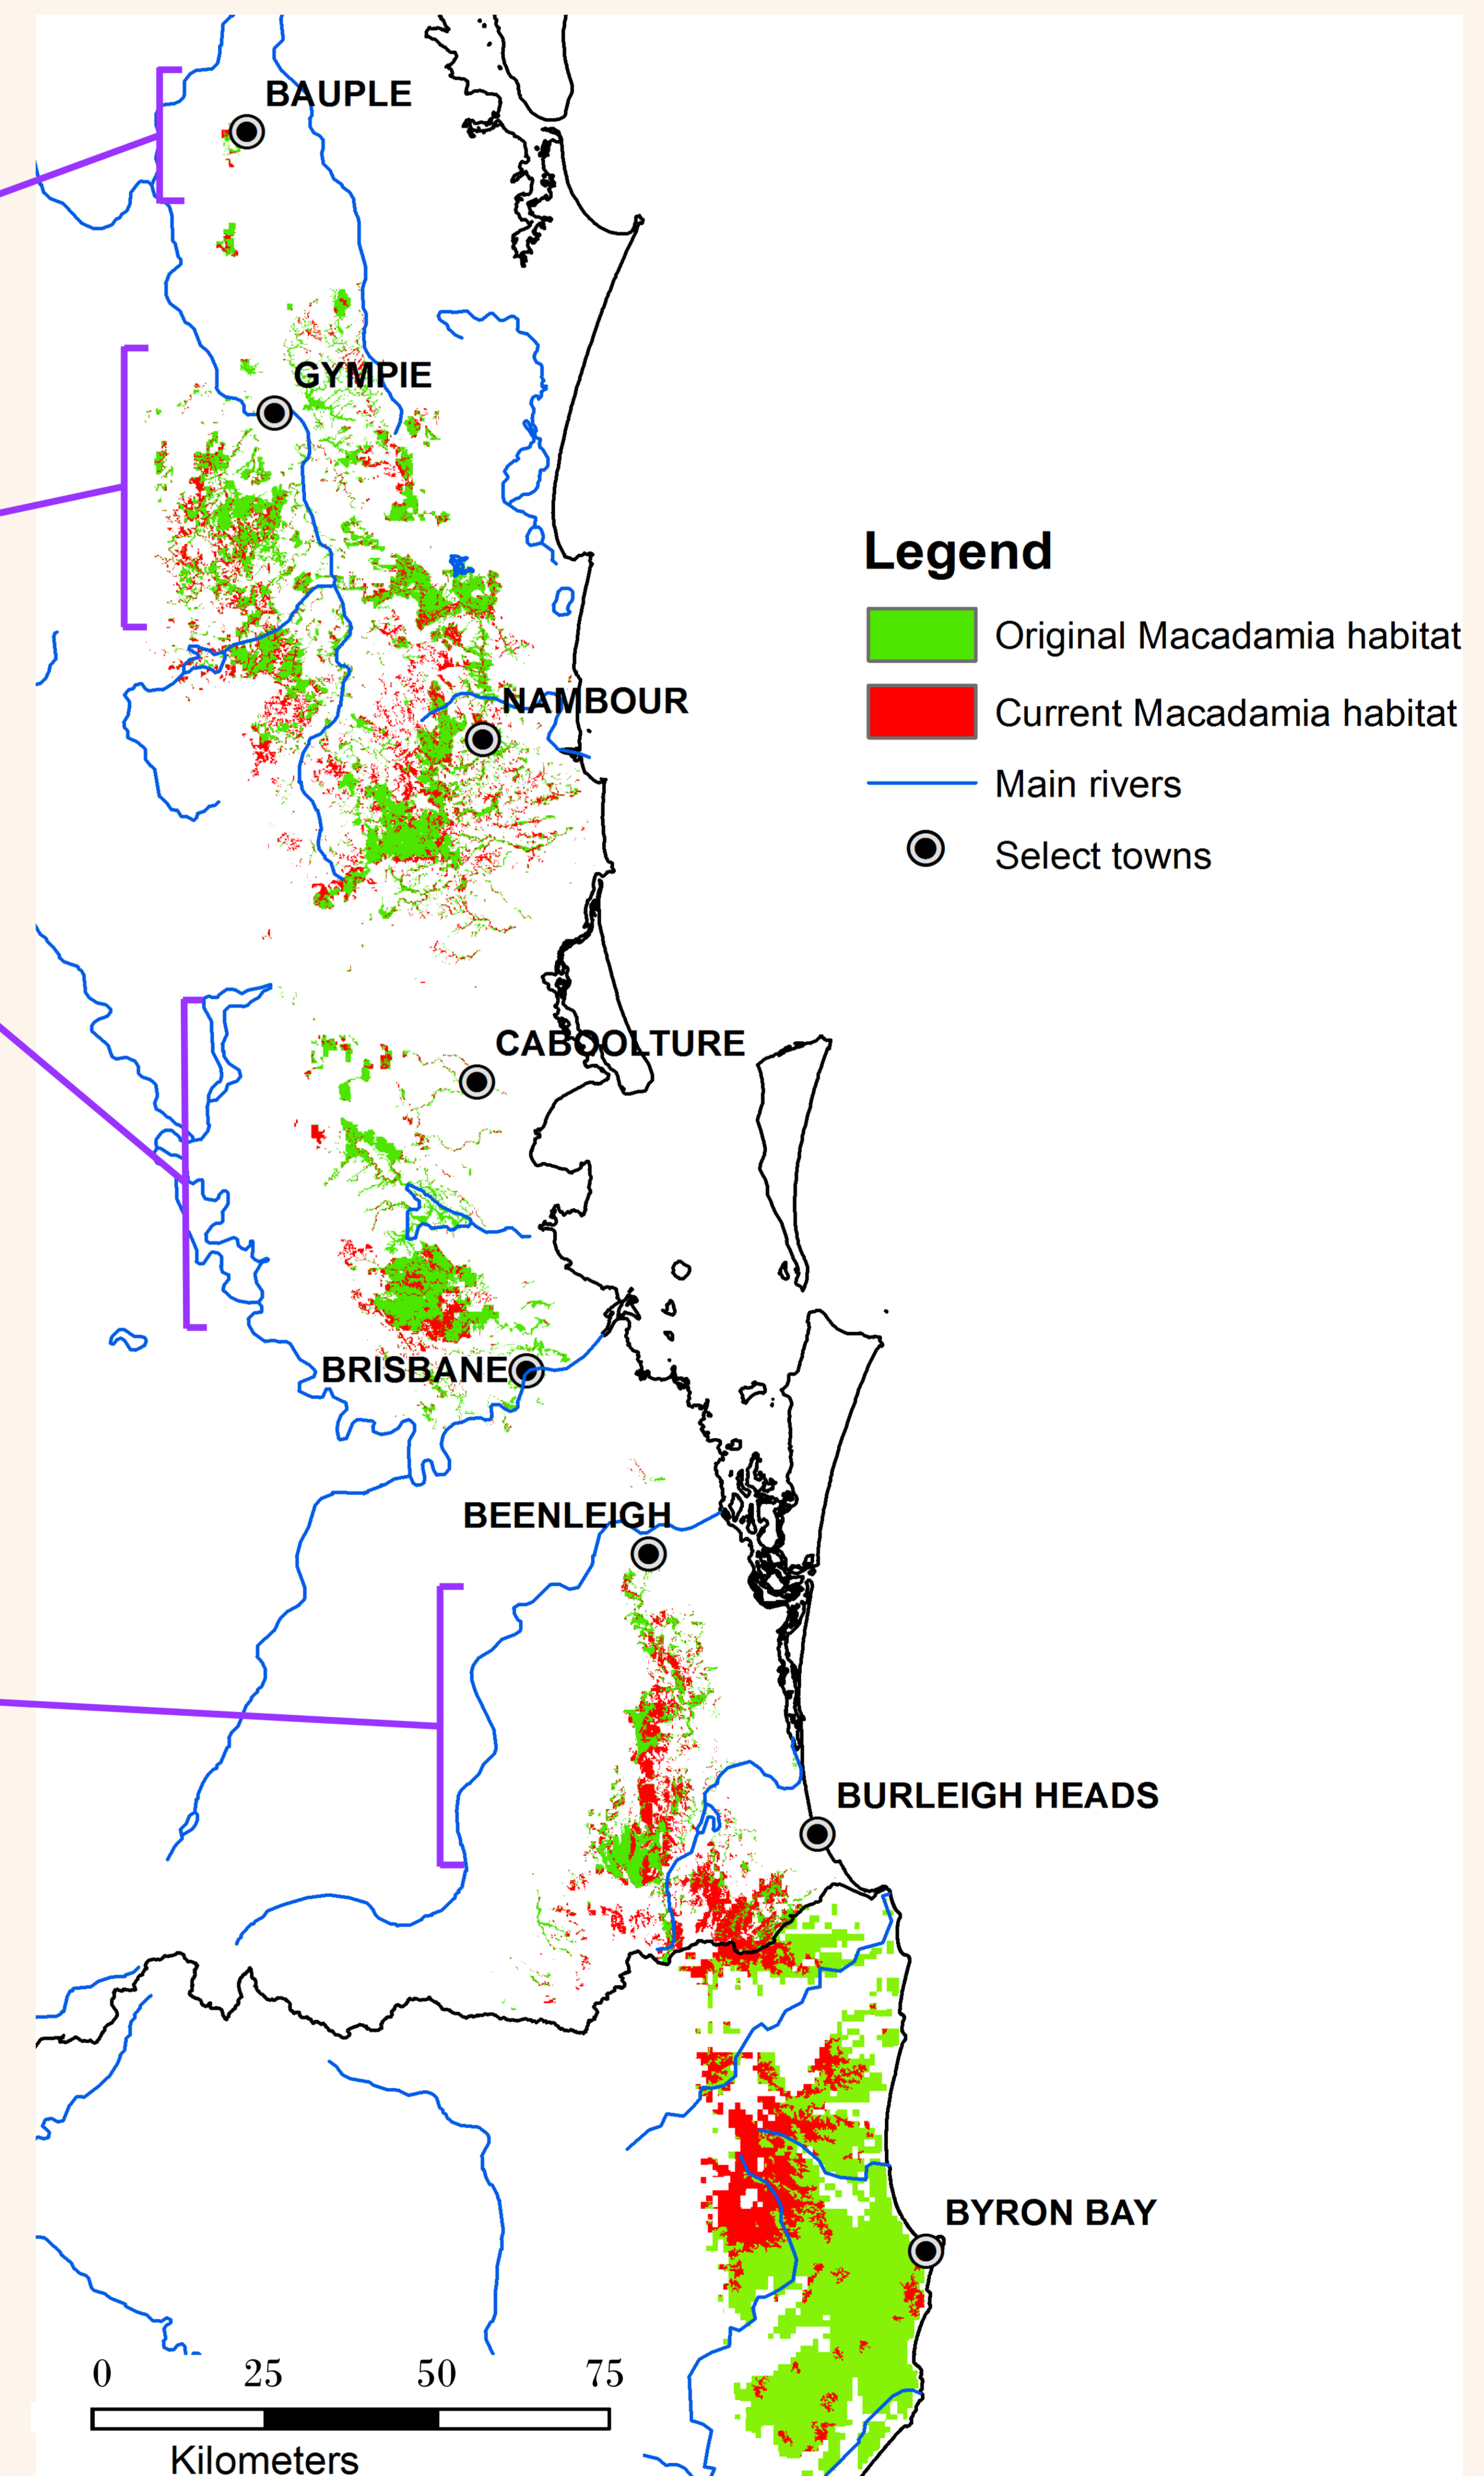 BAUPLE
GYMPIE
Legend
Original Macadamia habitat
Current Macadamia habitat
Main rivers
Select towns
NAMBOUR
CABOOLTURE
BRISBANE
BEENLEIGH
BURLEIGH HEADS
BYRON BAY
0 25 50 75
Kilometers